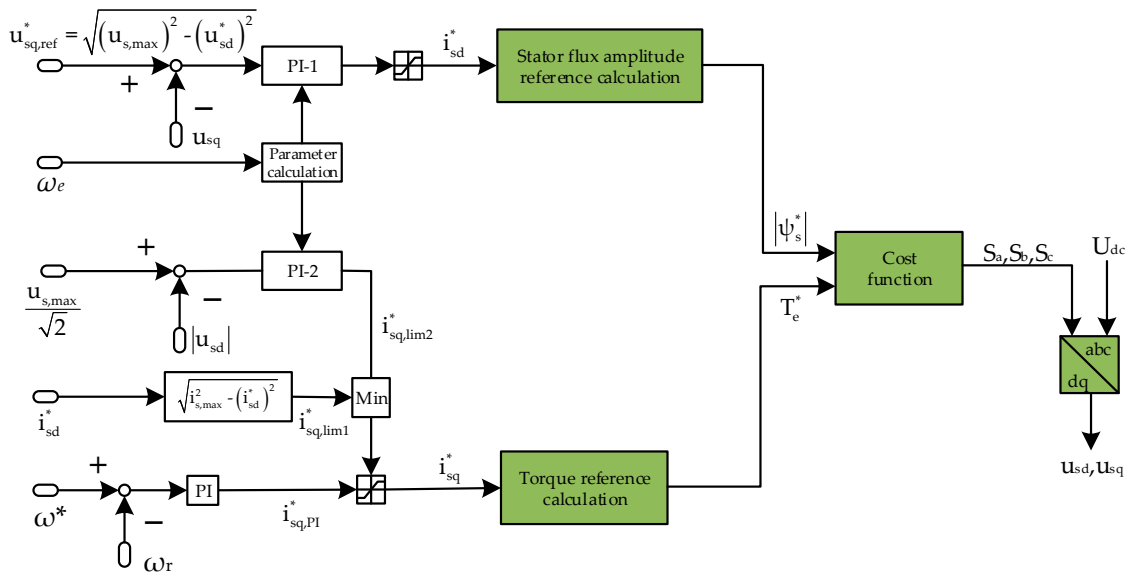 u*sq,ref = √((us,max)² - (u*sd)²)
+
−
usq
PI-1
i*sd
Stator flux amplitude
reference calculation
ωe
Parameter
calculation
|ψ*s|
+
−
us,max/√2
|usd|
PI-2
i*sq,lim2
Cost
function
T*e
Sa,Sb,Sc
Udc
abc
dq
usd,usq
i*sd
√(i²s,max - (i*sd)²)
i*sq,lim1
Min
+
−
ω*
ωr
PI
i*sq,PI
i*sq
Torque reference
calculation